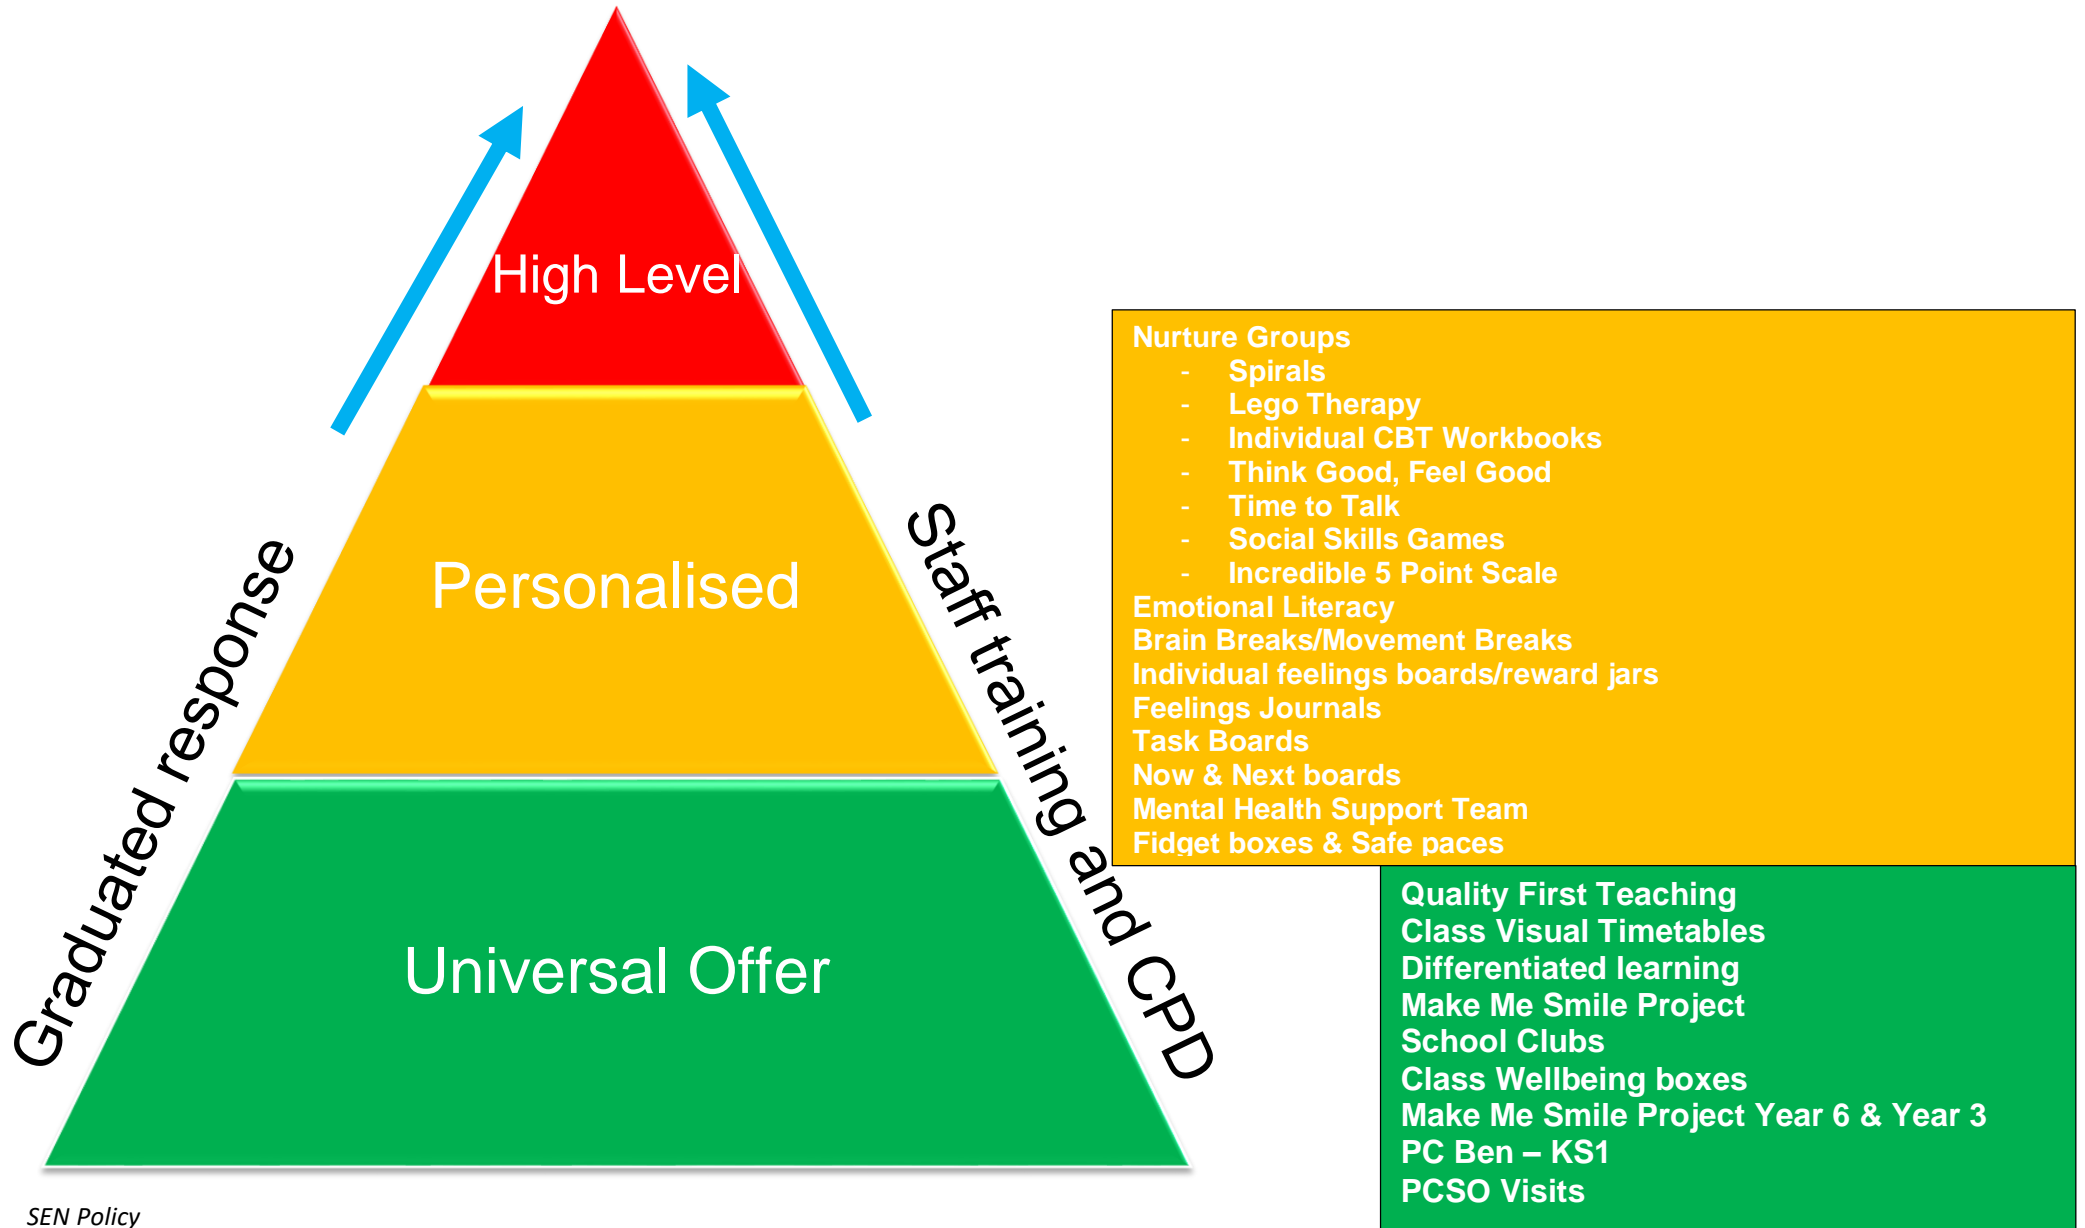 High Level
Personalised
Universal Offer
Graduated response
Staff training and CPD
Nurture Groups
- Spirals
- Lego Therapy
- Individual CBT Workbooks
- Think Good, Feel Good
- Time to Talk
- Social Skills Games
- Incredible 5 Point Scale
Emotional Literacy
Brain Breaks/Movement Breaks
Individual feelings boards/reward jars
Feelings Journals
Task Boards
Now & Next boards
Mental Health Support Team
Fidget boxes & Safe paces
Quality First Teaching
Class Visual Timetables
Differentiated learning
Make Me Smile Project
School Clubs
Class Wellbeing boxes
Make Me Smile Project Year 6 & Year 3
PC Ben – KS1
PCSO Visits
SEN Policy